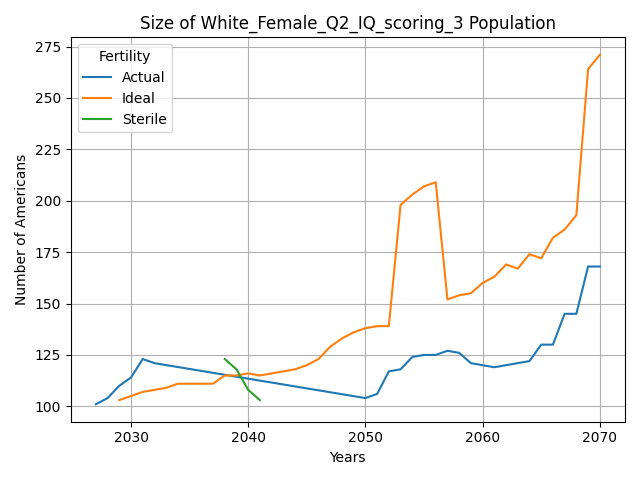 Size of White_Female_Q2_IQ_scoring_3 Population
Number of Americans
275
250
225
200
175
150
125
100
Fertility
Actual
Ideal
Sterile
2030 2040 2050 2060 2070
Years